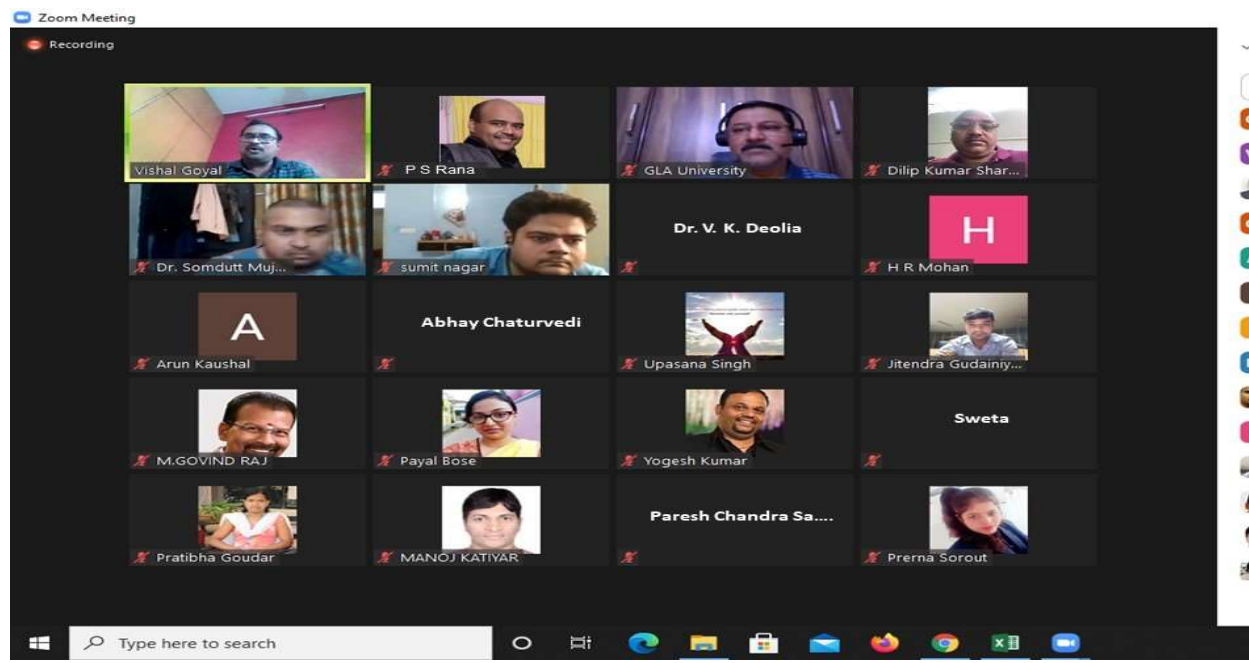 Zoom Meeting
Recording
Vishal Goyal
P S Rana
GLA University
Dilip Kumar Shar...
Dr. Somdutt Muj...
sumit nagar
Dr. V. K. Deolia
H
H R Mohan
A
Arun Kaushal
Abhay Chaturvedi
Upasana Singh
Jitendra Gudainiy...
M.GOVIND RAJ
Payal Bose
Yogesh Kumar
Sweta
Pratibha Goudar
MANOJ KATIYAR
Paresh Chandra Sa....
Prerna Sorout
Type here to search